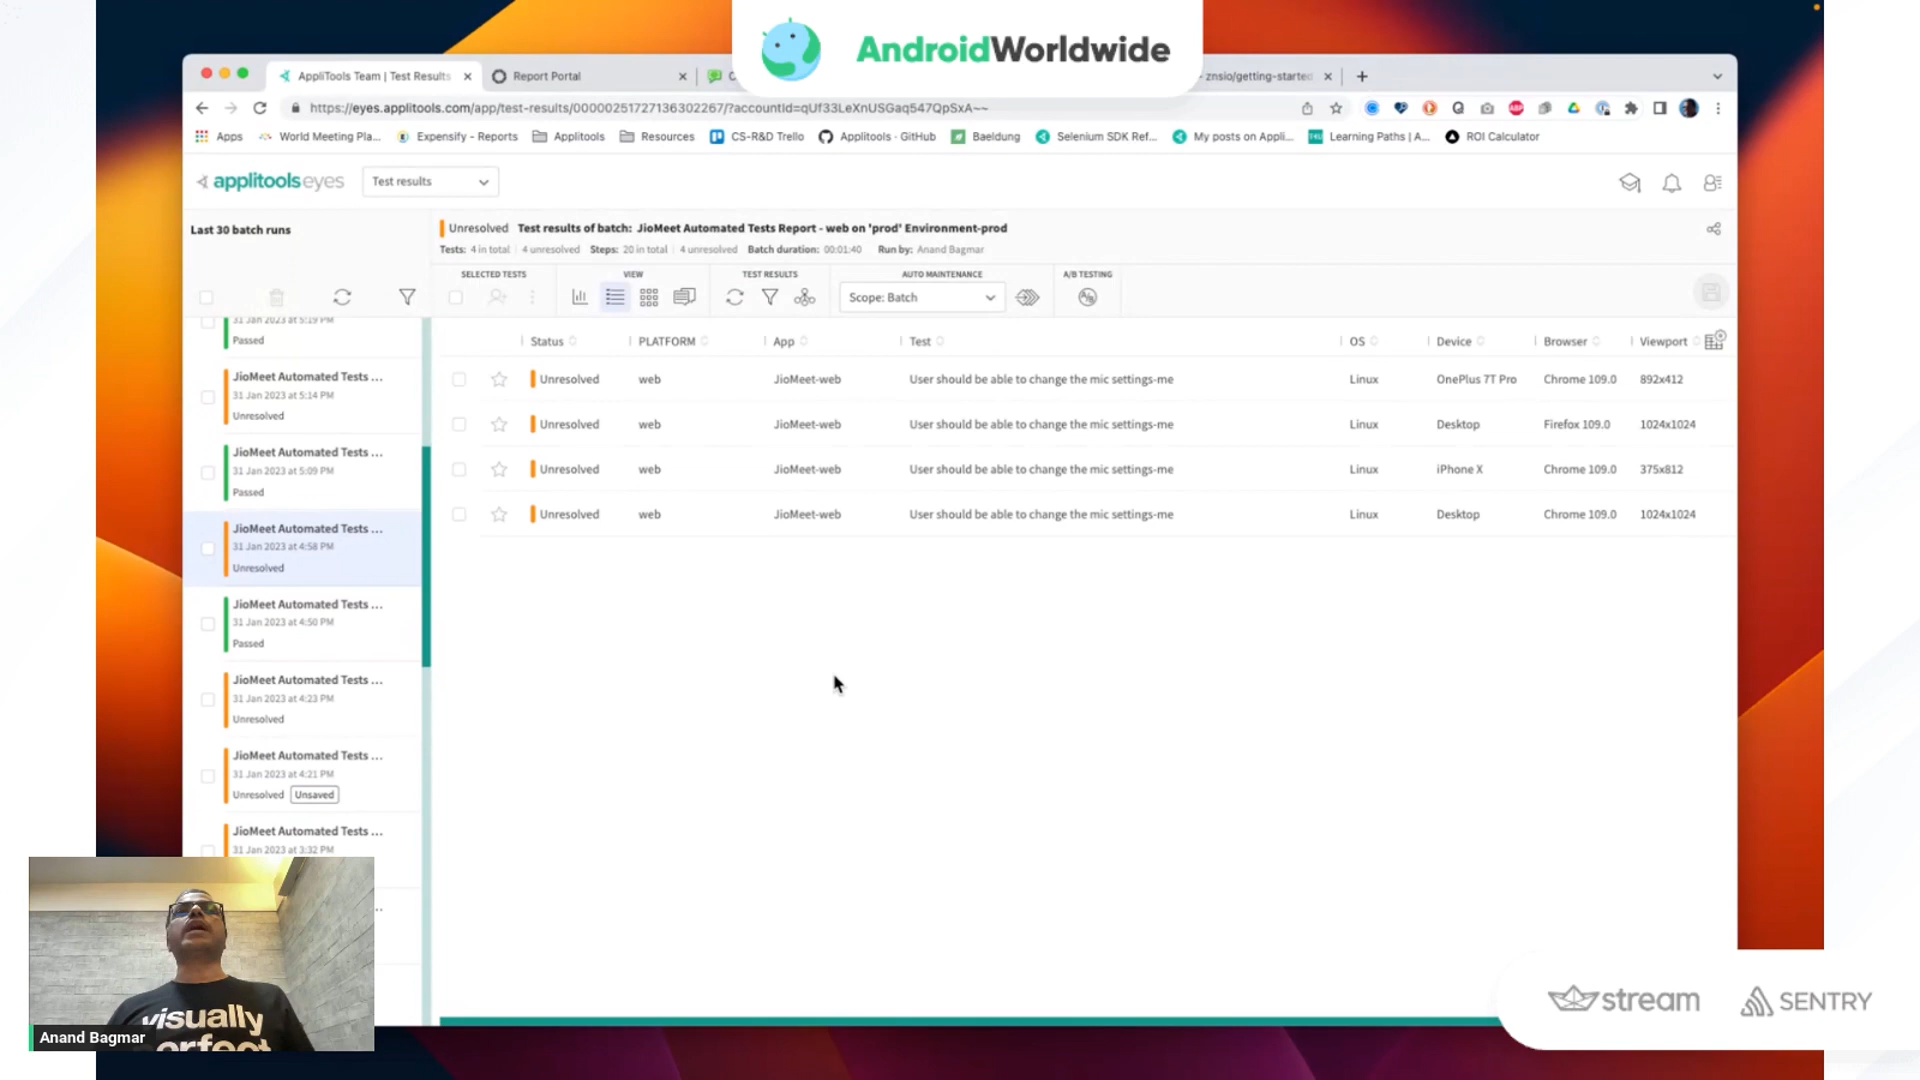 AndroidWorldwide
AppliTools Team | Test Results
Report Portal
znsio/getting-started
https://eyes.applitools.com/app/test-results/00000251727136302267/?accountId=qUf33LeXnUSGaq547QpSxA~~
Apps
World Meeting Pla...
Expensify - Reports
Applitools
Resources
CS-R&D Trello
Applitools · GitHub
Baeldung
Selenium SDK Ref...
My posts on Appli...
Learning Paths | A...
ROI Calculator
applitools eyes
Test results
Last 30 batch runs
Unresolved Test results of batch: JioMeet Automated Tests Report - web on 'prod' Environment-prod
Tests: 4 in total | 4 unresolved Steps: 20 in total | 4 unresolved Batch duration: 00:01:40 Run by: Anand Bagmar
SELECTED TESTS
VIEW
TEST RESULTS
AUTO MAINTENANCE
A/B TESTING
Scope: Batch
31 Jan 2023 at 5:19 PM
Passed
JioMeet Automated Tests ...
31 Jan 2023 at 5:14 PM
Unresolved
JioMeet Automated Tests ...
31 Jan 2023 at 5:09 PM
Passed
JioMeet Automated Tests ...
31 Jan 2023 at 4:58 PM
Unresolved
JioMeet Automated Tests ...
31 Jan 2023 at 4:50 PM
Passed
JioMeet Automated Tests ...
31 Jan 2023 at 4:23 PM
Unresolved
JioMeet Automated Tests ...
31 Jan 2023 at 4:21 PM
Unresolved Unsaved
JioMeet Automated Tests ...
31 Jan 2023 at 3:32 PM
Status PLATFORM App Test OS Device Browser Viewport
Unresolved web JioMeet-web User should be able to change the mic settings-me Linux OnePlus 7T Pro Chrome 109.0 892x412
Unresolved web JioMeet-web User should be able to change the mic settings-me Linux Desktop Firefox 109.0 1024x1024
Unresolved web JioMeet-web User should be able to change the mic settings-me Linux iPhone X Chrome 109.0 375x812
Unresolved web JioMeet-web User should be able to change the mic settings-me Linux Desktop Chrome 109.0 1024x1024
visually
perfect
Anand Bagmar
stream
SENTRY